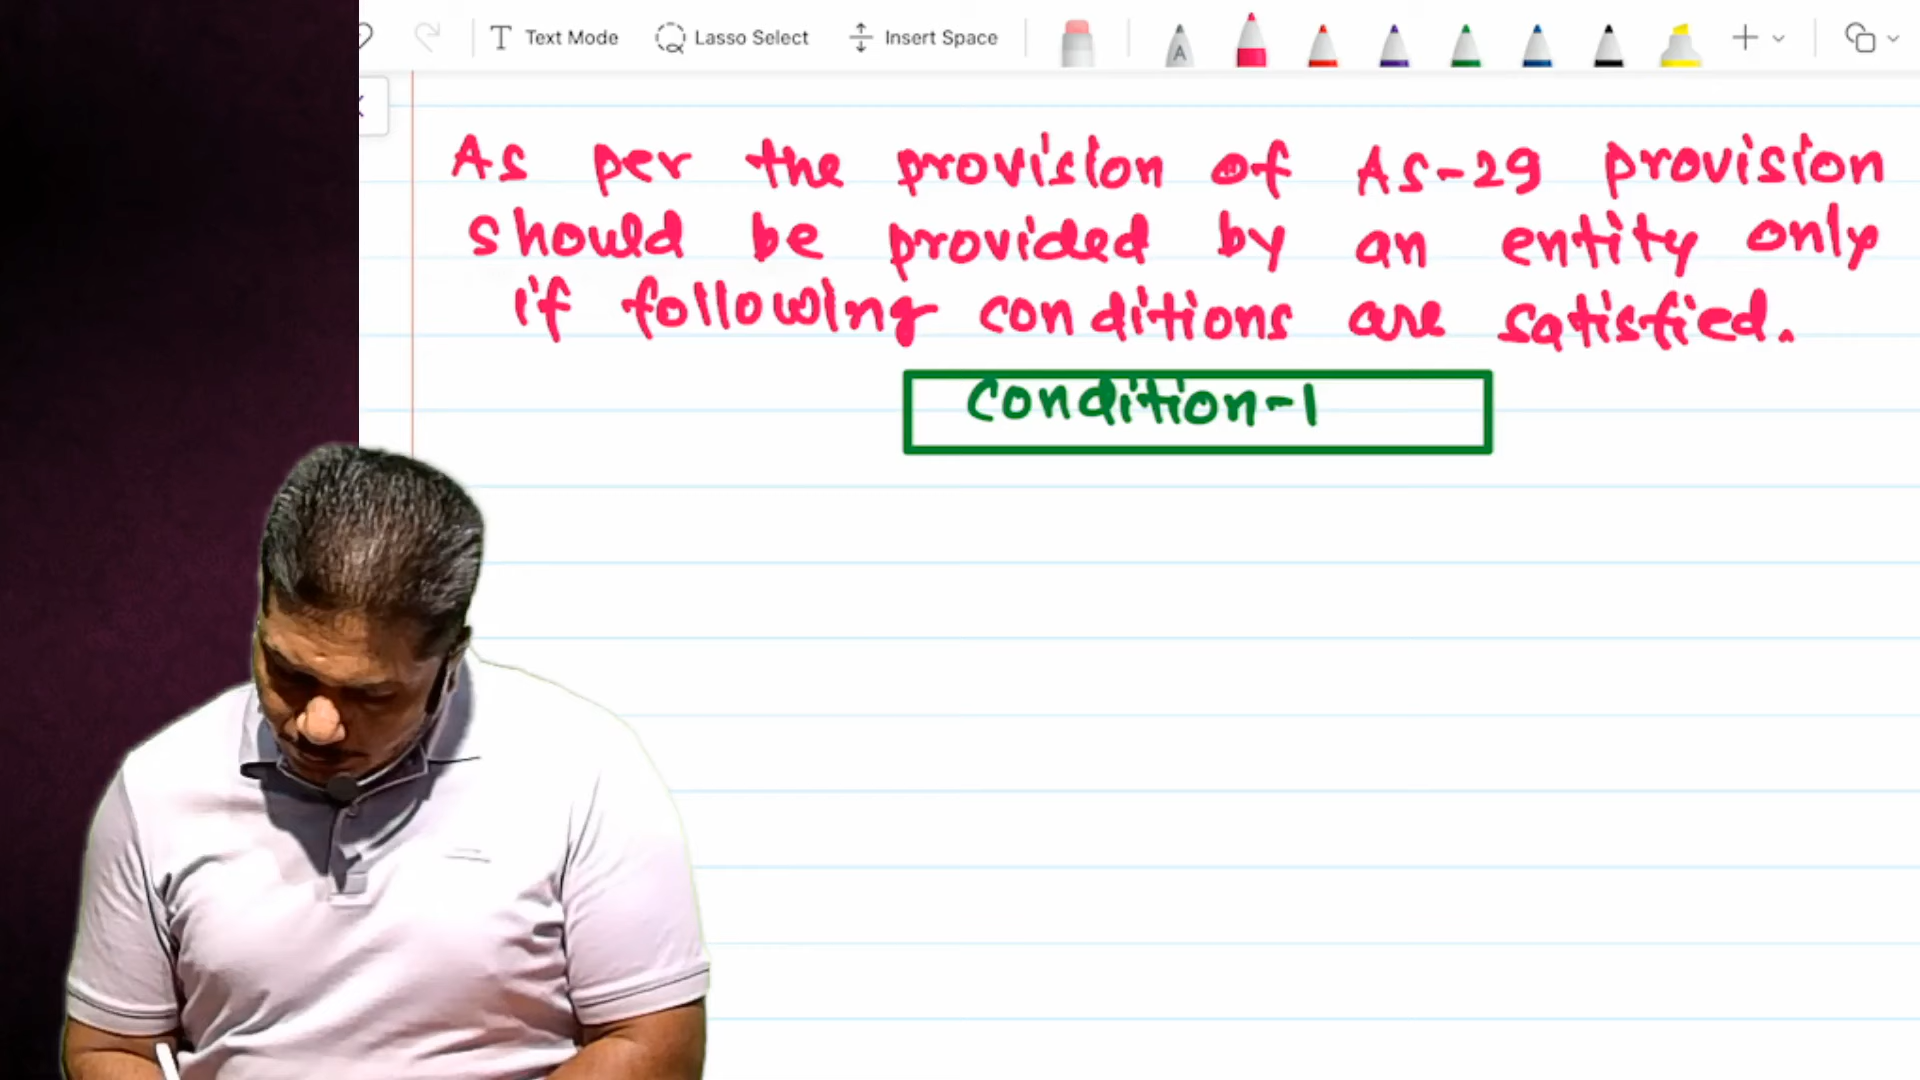 Text Mode Lasso Select Insert Space
A
As per the provision of AS-29 provision
should be provided by an entity only
if following conditions are satisfied.
Condition-1